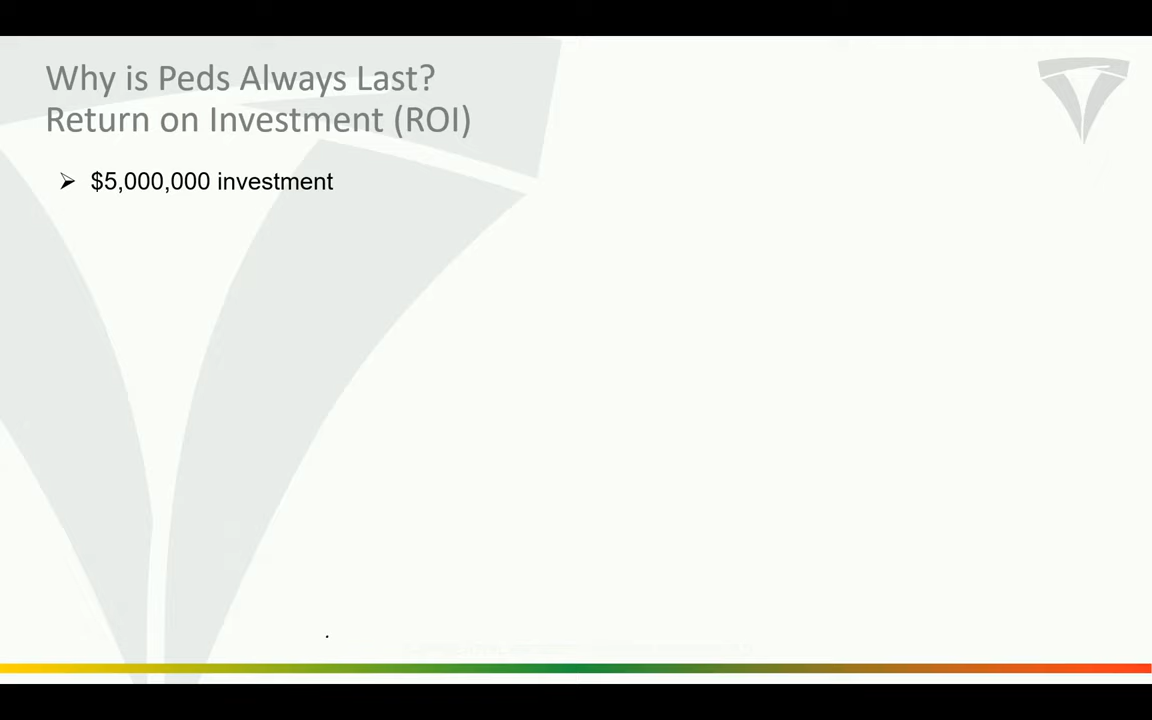 Why is Peds Always Last?
Return on Investment (ROI)
➢ $5,000,000 investment
.